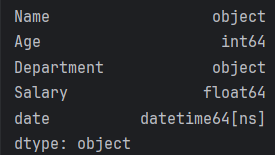 Name                   object
Age                     int64
Department             object
Salary                float64
date           datetime64[ns]
dtype: object